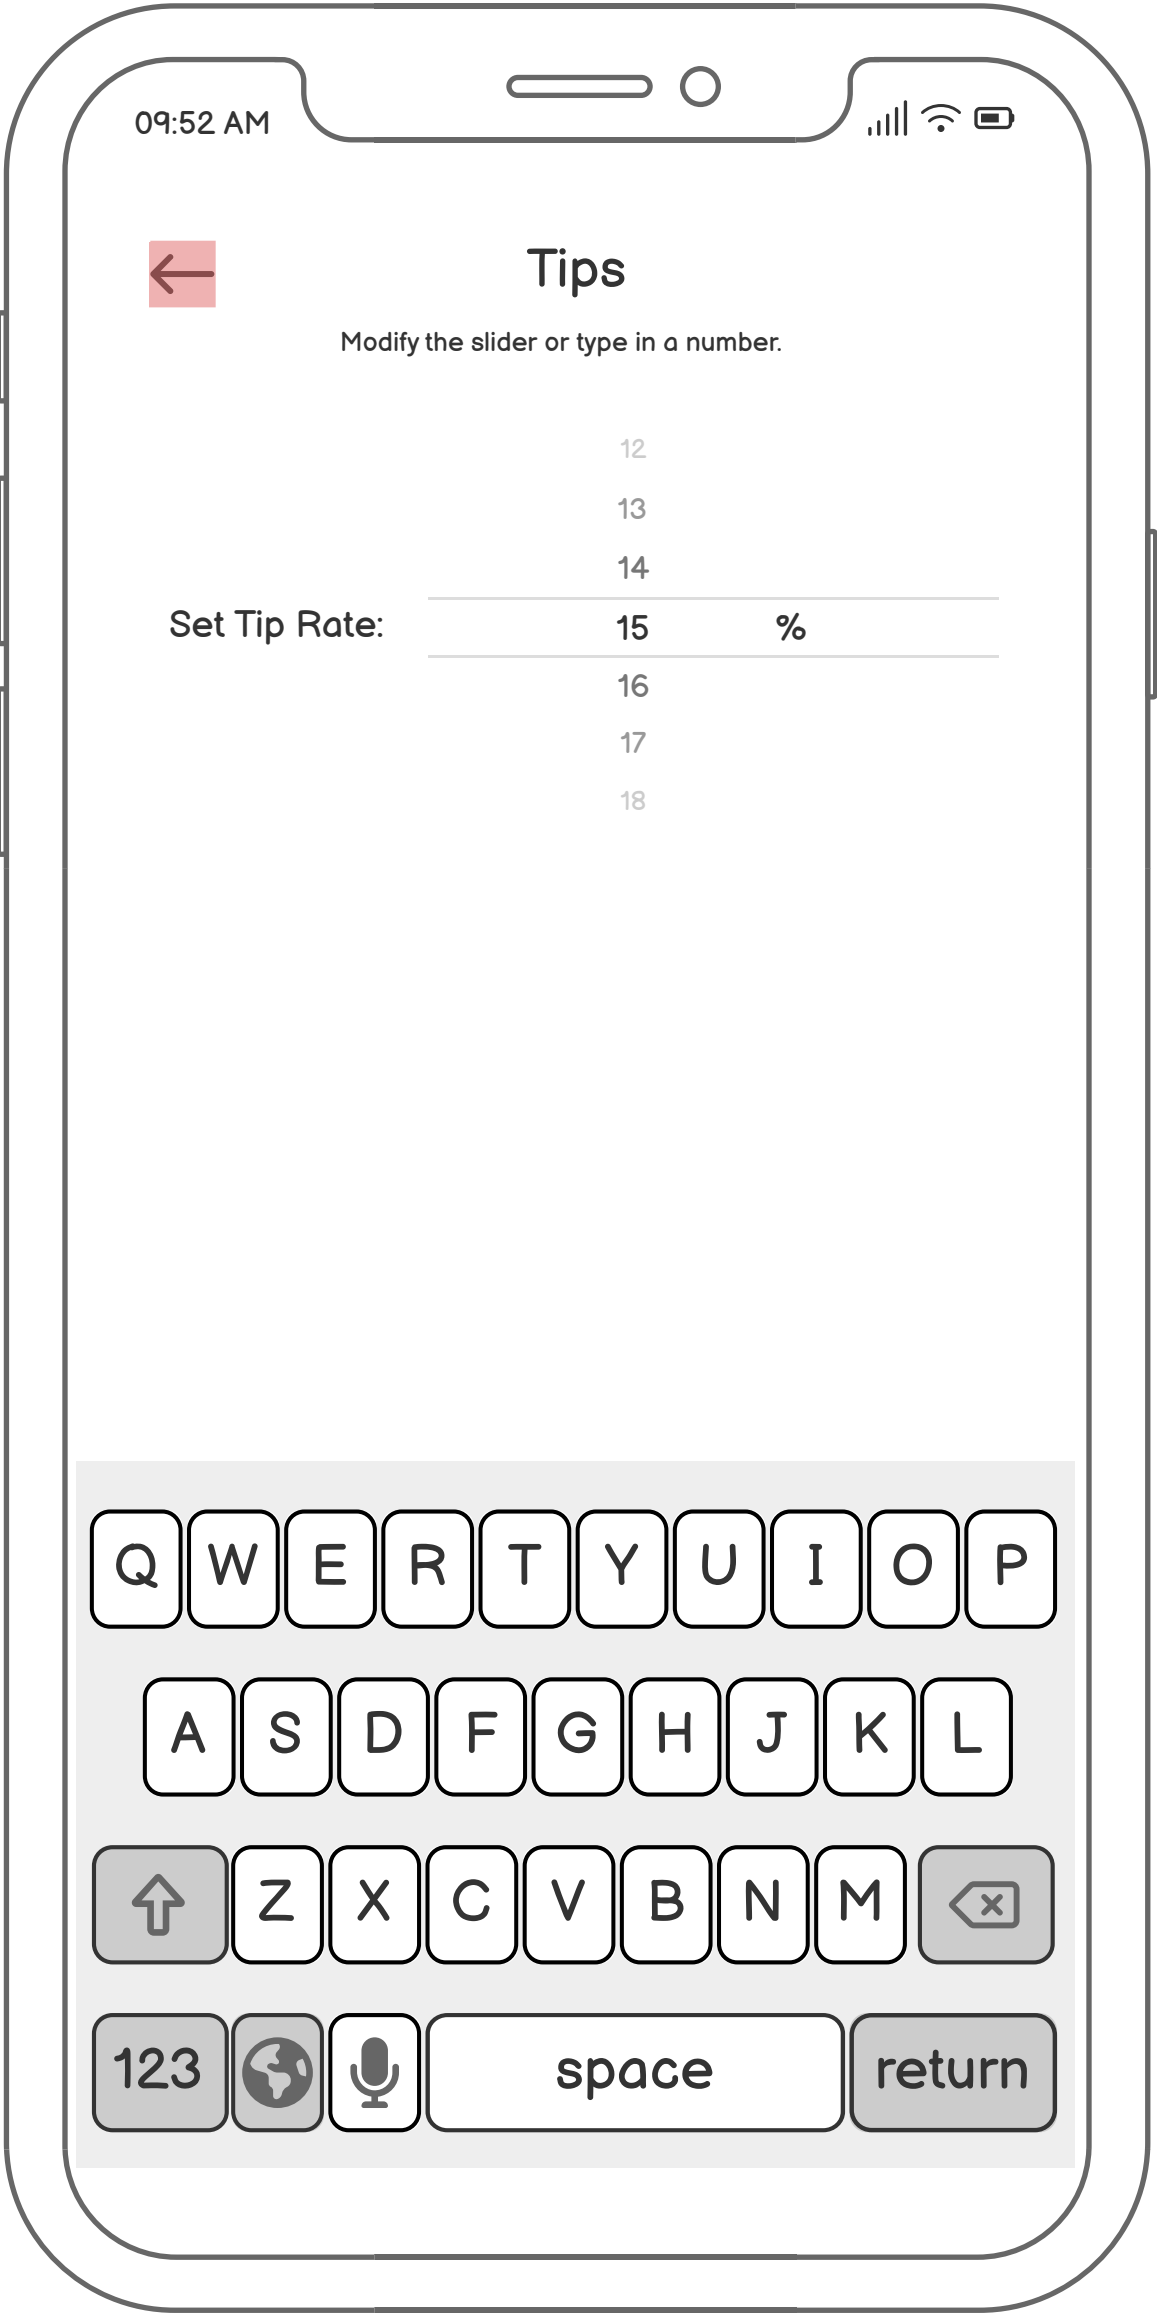 09:52 AM
Tips
Modify the slider or type in a number.
12
13
14
Set Tip Rate: 15 %
16
17
18
Q W E R T Y U I O P
A S D F G H J K L
Z X C V B N M
123 space return